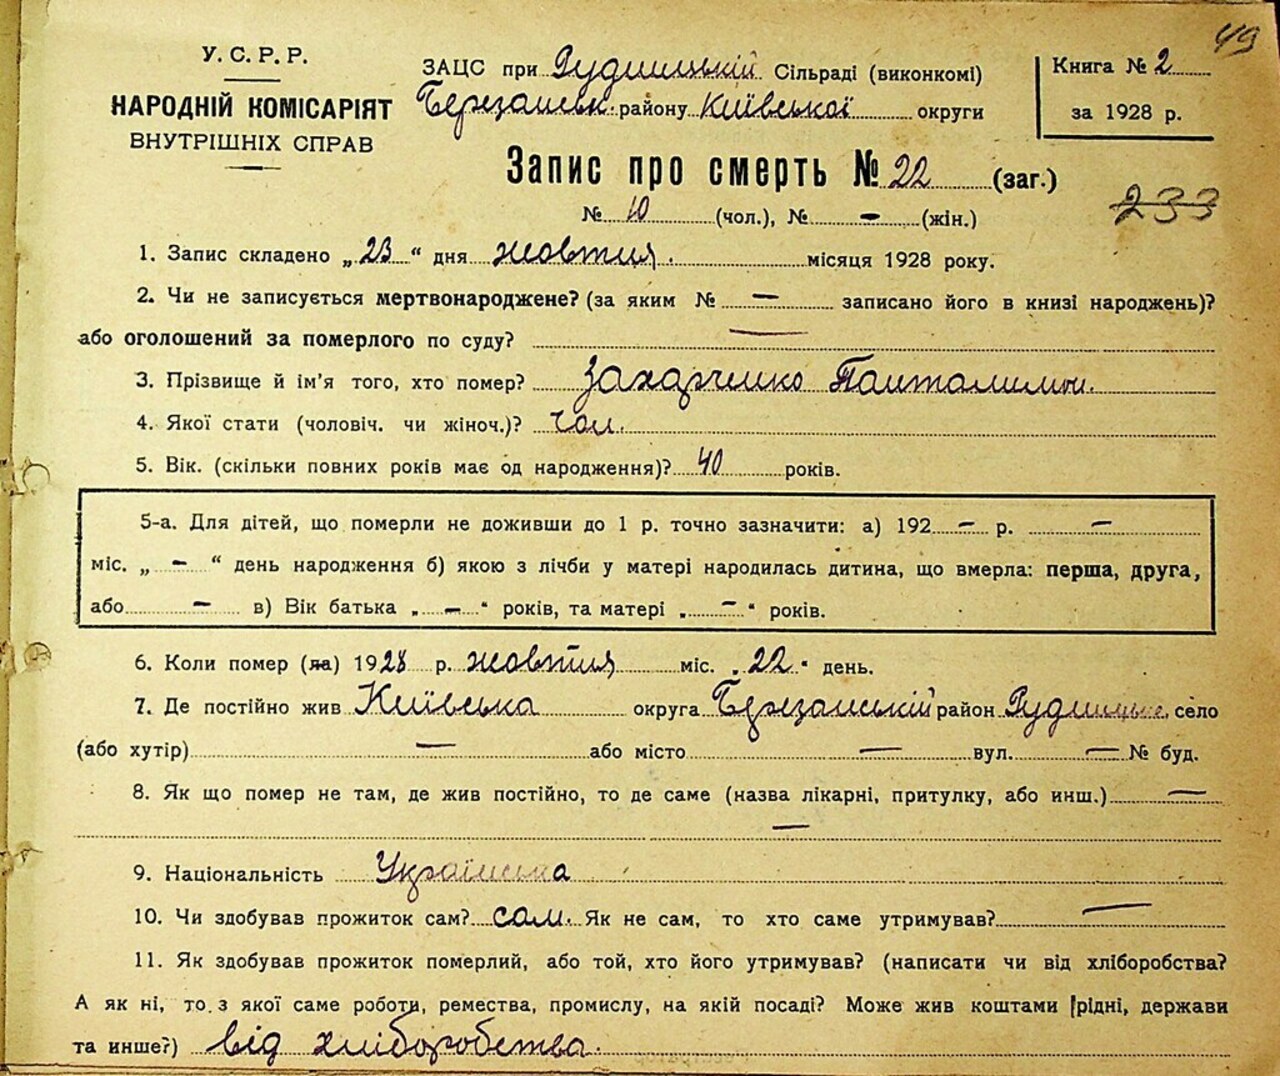 49
У. С. Р. Р.
НАРОДНІЙ КОМІСАРІЯТ
ВНУТРІШНІХ СПРАВ
ЗАЦС при Рудницькій Сільраді (виконкомі)
Березанськ. району Київської округи
Книга № 2
за 1928 р.
Запис про смерть № 22 (заг.)
233
№ 10 (чол.), № — (жін.)
1. Запис складено „23“ дня жовтня. місяця 1928 року.
2. Чи не записується мертвонароджене? (за яким № — записано його в книзі народжень)?
або оголошений за померлого по суду? —
3. Прізвище й ім'я того, хто помер? Захарченко Панталимон.
4. Якої стати (чоловіч. чи жіноч.)? чол.
5. Вік. (скільки повних років має од народження)? 40 років.
5-а. Для дітей, що померли не доживши до 1 р. точно зазначити: а) 192 — р. —
міс. „ — “ день народження б) якою з лічби у матері народилась дитина, що вмерла: перша, друга,
або — в) Вік батька „ — “ років, та матері „ — “ років.
6. Коли помер (ла) 1928 р. жовтня міс. „22“ день.
7. Де постійно жив Київська округа Березанський район Рудницьке село
(або хутір) — або місто — вул. — № буд.
8. Як що помер не там, де жив постійно, то де саме (назва лікарні, притулку, або инш.) —
—
9. Національність Українська
10. Чи здобував прожиток сам? сам. Як не сам, то хто саме утримував? —
11. Як здобував прожиток померлий, або той, хто його утримував? (написати чи від хліборобства?
А як ні, то з якої саме роботи, ремества, промислу, на якій посаді? Може жив коштами рідні, держави
та инше?) від хліборобства.